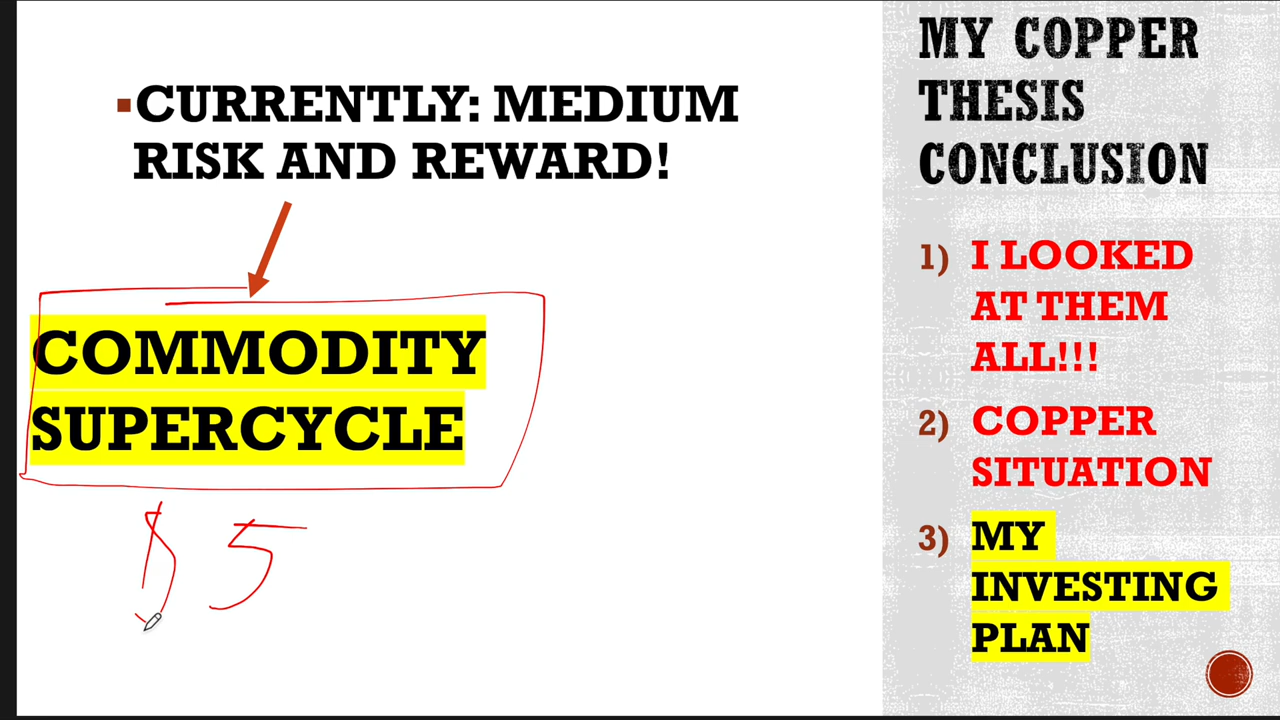 ▪CURRENTLY: MEDIUM
RISK AND REWARD!
COMMODITY
SUPERCYCLE
$ 5
MY COPPER
THESIS
CONCLUSION
1) I LOOKED
AT THEM
ALL!!!
2) COPPER
SITUATION
3) MY
INVESTING
PLAN